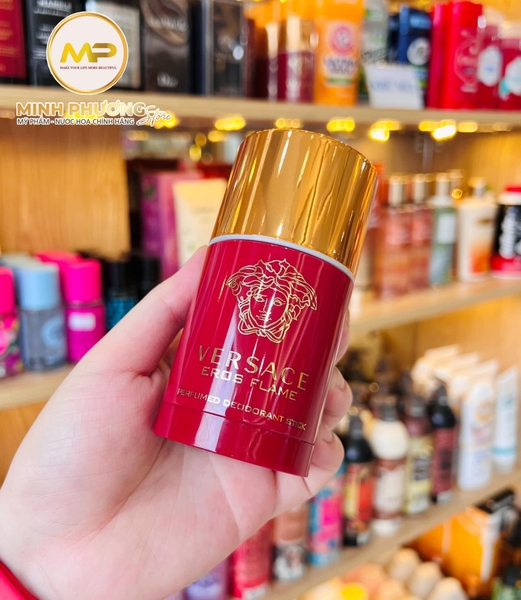 MP
MAKE YOUR LIFE MORE BEAUTIFUL
MINH PHƯƠNG Store
MỸ PHẨM - NƯỚC HOA CHÍNH HÃNG
VERSACE
EROS FLAME
PERFUMED DEODORANT STICK